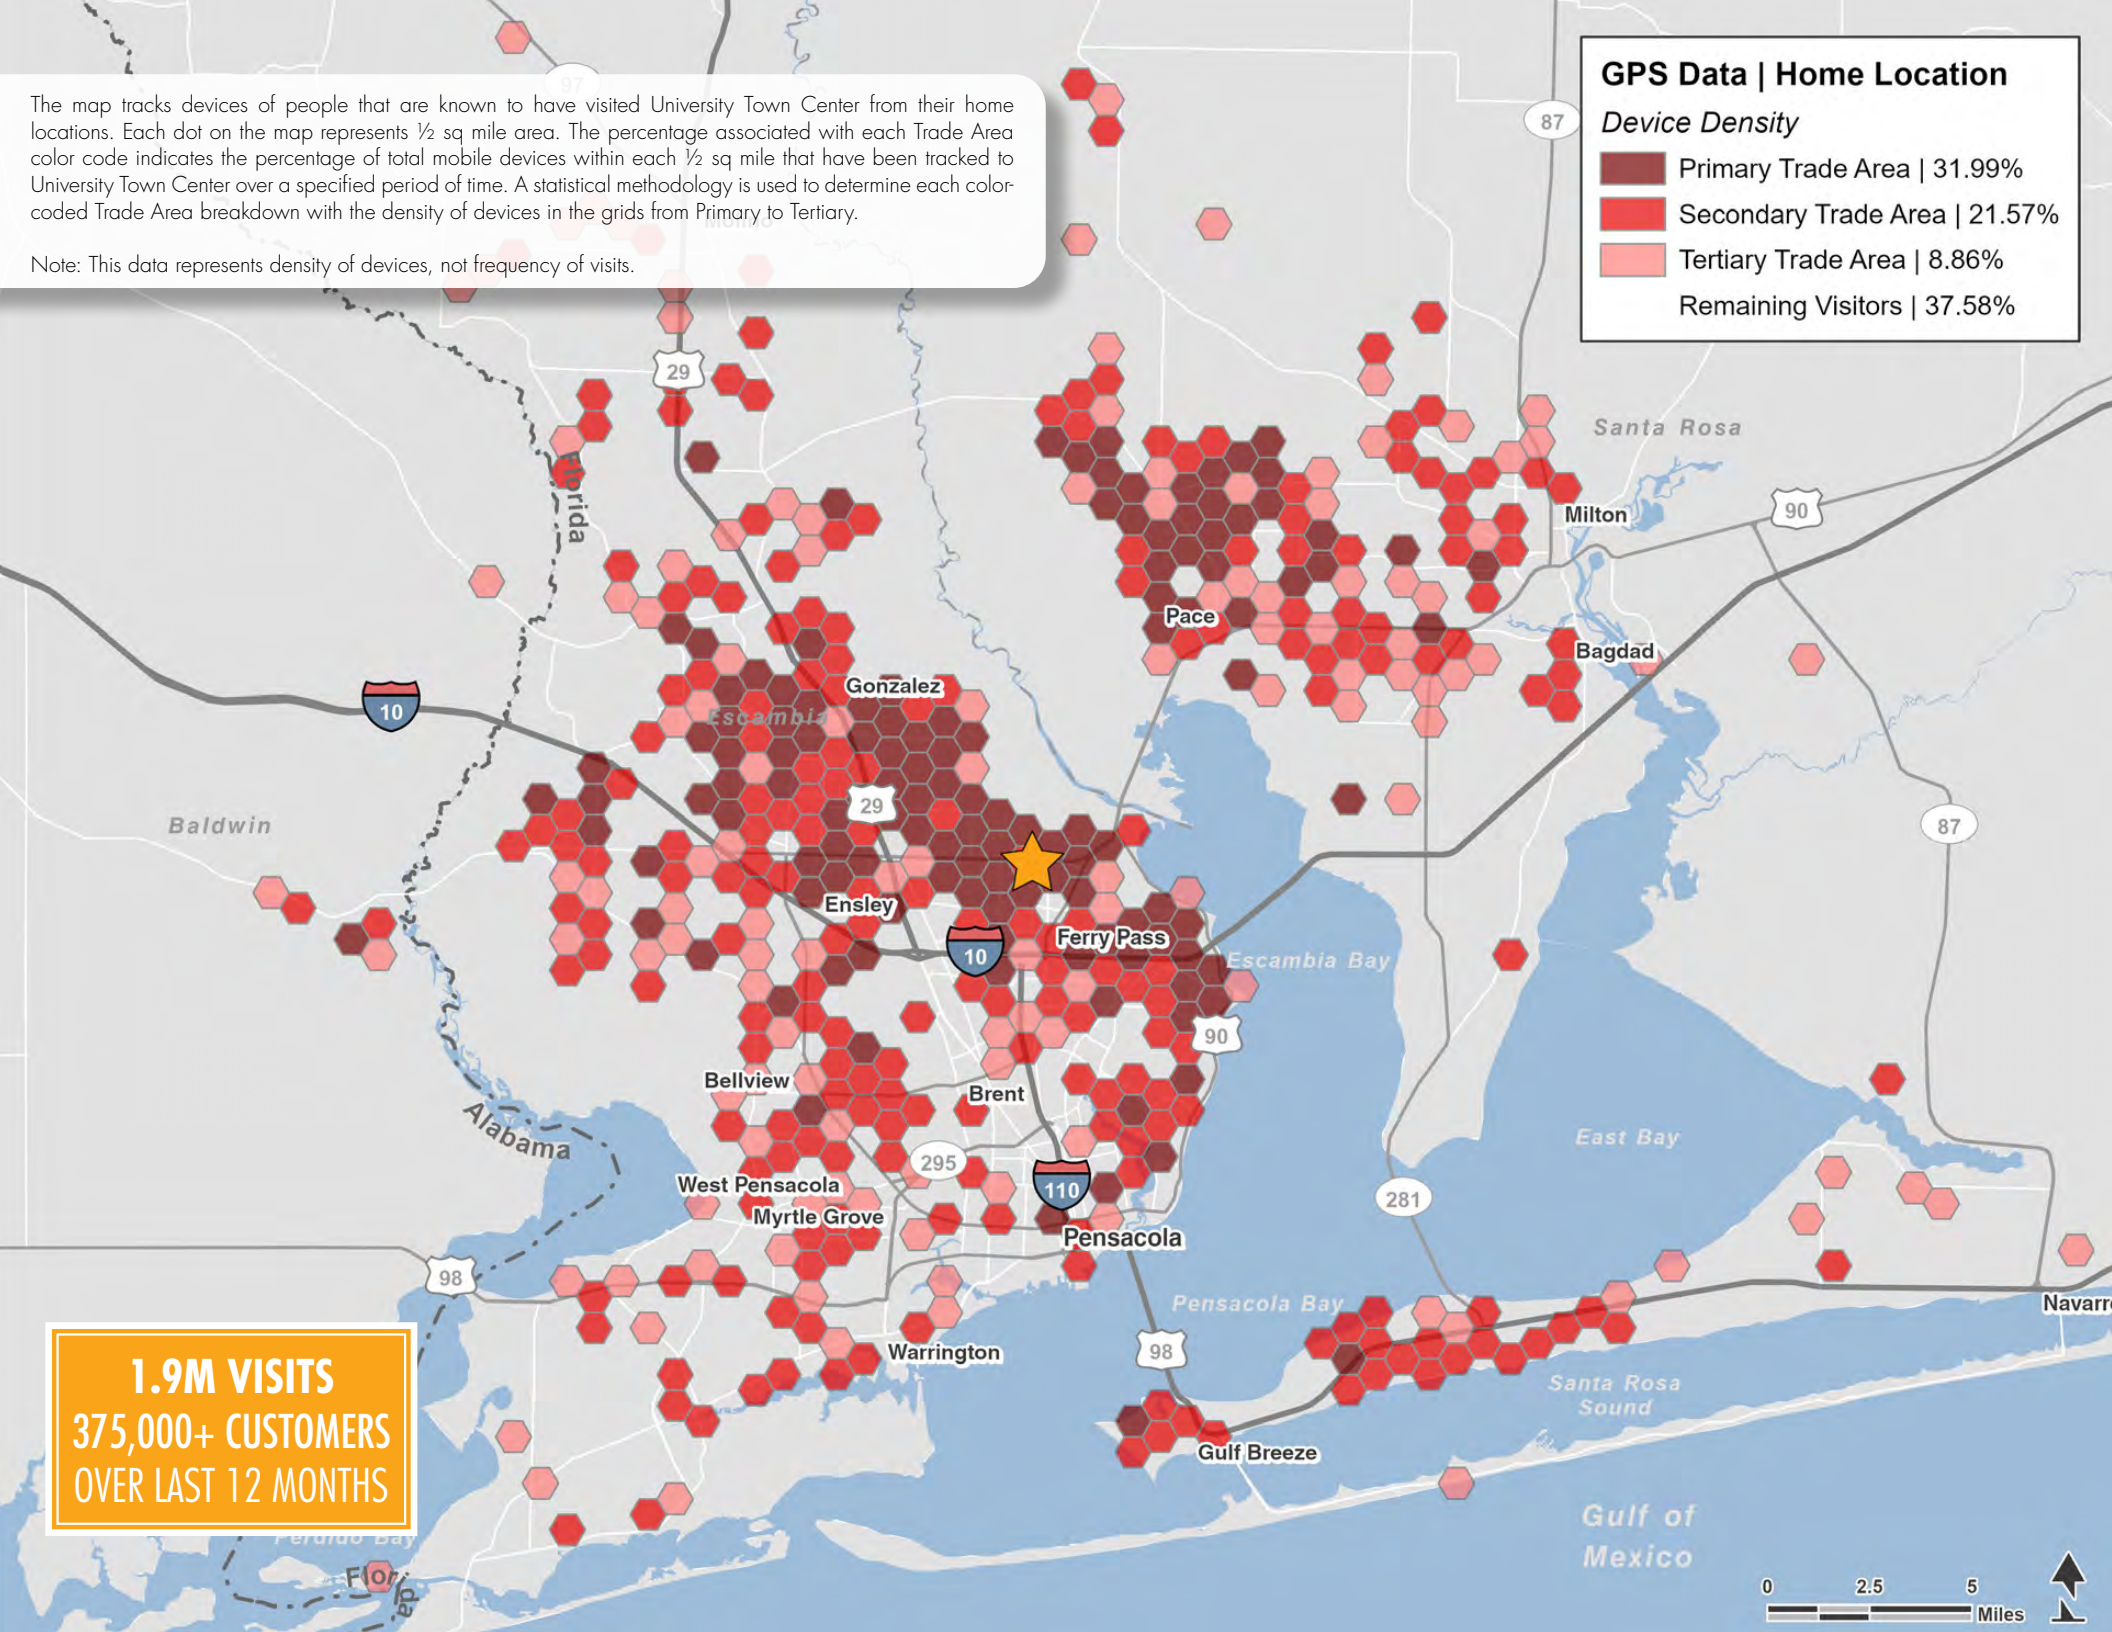 97
The map tracks devices of people that are known to have visited University Town Center from their home
locations. Each dot on the map represents ½ sq mile area. The percentage associated with each Trade Area
color code indicates the percentage of total mobile devices within each ½ sq mile that have been tracked to
University Town Center over a specified period of time. A statistical methodology is used to determine each color-
coded Trade Area breakdown with the density of devices in the grids from Primary to Tertiary.
Note: This data represents density of devices, not frequency of visits.
GPS Data | Home Location
Device Density
Primary Trade Area | 31.99%
Secondary Trade Area | 21.57%
Tertiary Trade Area | 8.86%
Remaining Visitors | 37.58%
87
Molino
29
Santa Rosa
Florida
Milton
90
Pace
Bagdad
Gonzalez
10
Escambia
29
Baldwin
87
Ensley
Ferry Pass
10
Escambia Bay
90
Bellview
Brent
Alabama
East Bay
295
West Pensacola
110
281
Myrtle Grove
Pensacola
98
Pensacola Bay
Navarr
Warrington
98
Santa Rosa
Sound
Gulf Breeze
1.9M VISITS
375,000+ CUSTOMERS
OVER LAST 12 MONTHS
Gulf of
Mexico
Perdido Bay
Florida
0 2.5 5
Miles